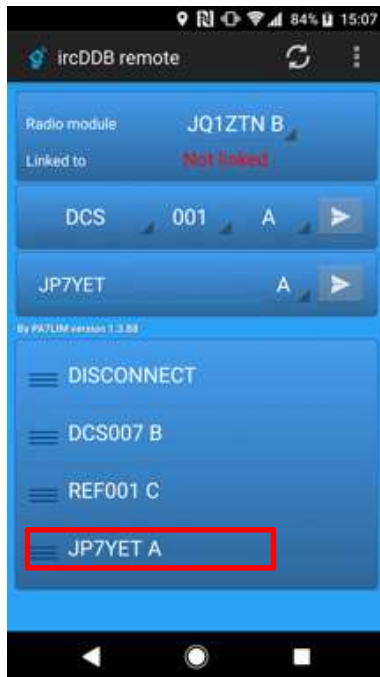 84% 15:07
ircDDB remote
Radio module JQ1ZTN B
Linked to Not linked
DCS 001 A
JP7YET A
By PA7LIM version 1.3.88
DISCONNECT
DCS007 B
REF001 C
JP7YET A